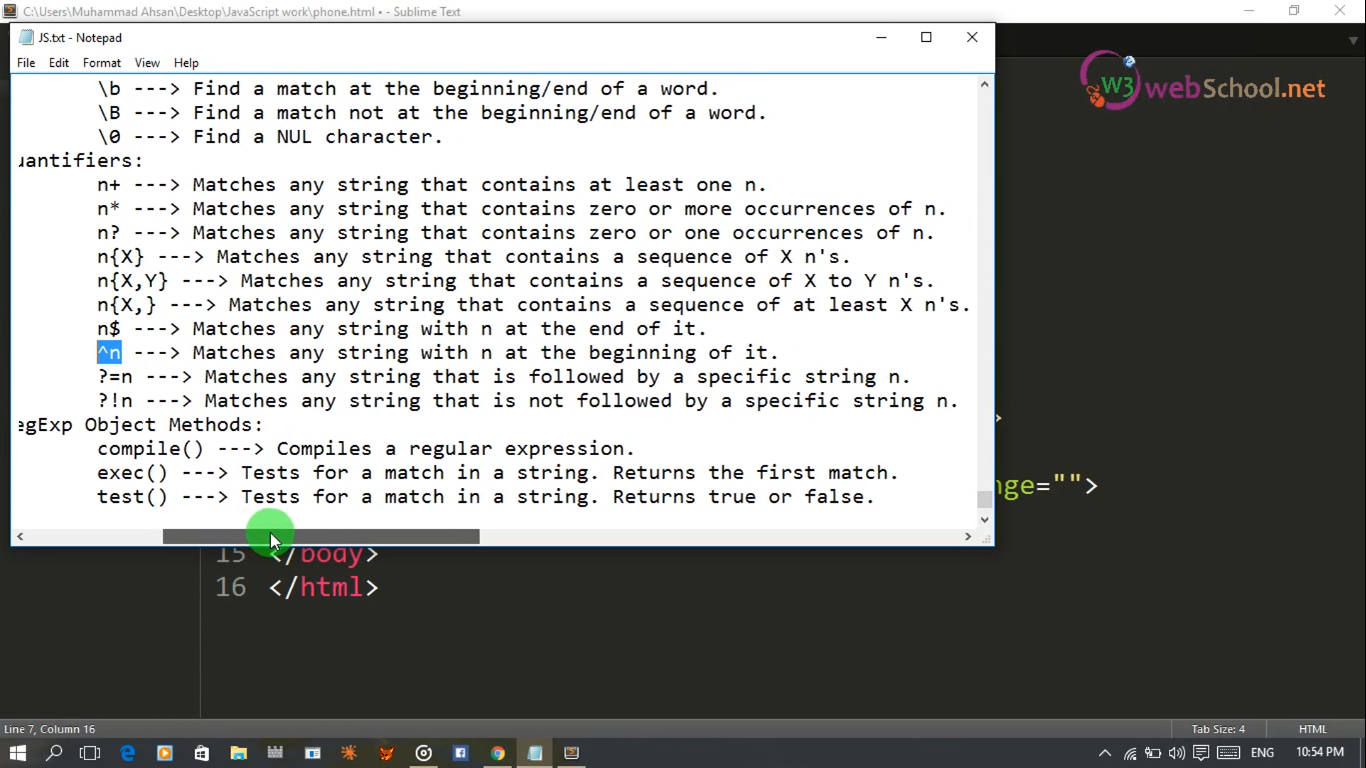 C:\Users\Muhammad Ahsan\Desktop\JavaScript work\phone.html • - Sublime Text
JS.txt - Notepad
File Edit Format View Help
\b ---> Find a match at the beginning/end of a word.
\B ---> Find a match not at the beginning/end of a word.
\0 ---> Find a NUL character.
uantifiers:
n+ ---> Matches any string that contains at least one n.
n* ---> Matches any string that contains zero or more occurrences of n.
n? ---> Matches any string that contains zero or one occurrences of n.
n{X} ---> Matches any string that contains a sequence of X n's.
n{X,Y} ---> Matches any string that contains a sequence of X to Y n's.
n{X,} ---> Matches any string that contains a sequence of at least X n's.
n$ ---> Matches any string with n at the end of it.
^n ---> Matches any string with n at the beginning of it.
?=n ---> Matches any string that is followed by a specific string n.
?!n ---> Matches any string that is not followed by a specific string n.
egExp Object Methods:
compile() ---> Compiles a regular expression.
exec() ---> Tests for a match in a string. Returns the first match.
test() ---> Tests for a match in a string. Returns true or false.
W3 webSchool.net
>
nge="">
15 </body>
16 </html>
Line 7, Column 16
Tab Size: 4
HTML
ENG
10:54 PM